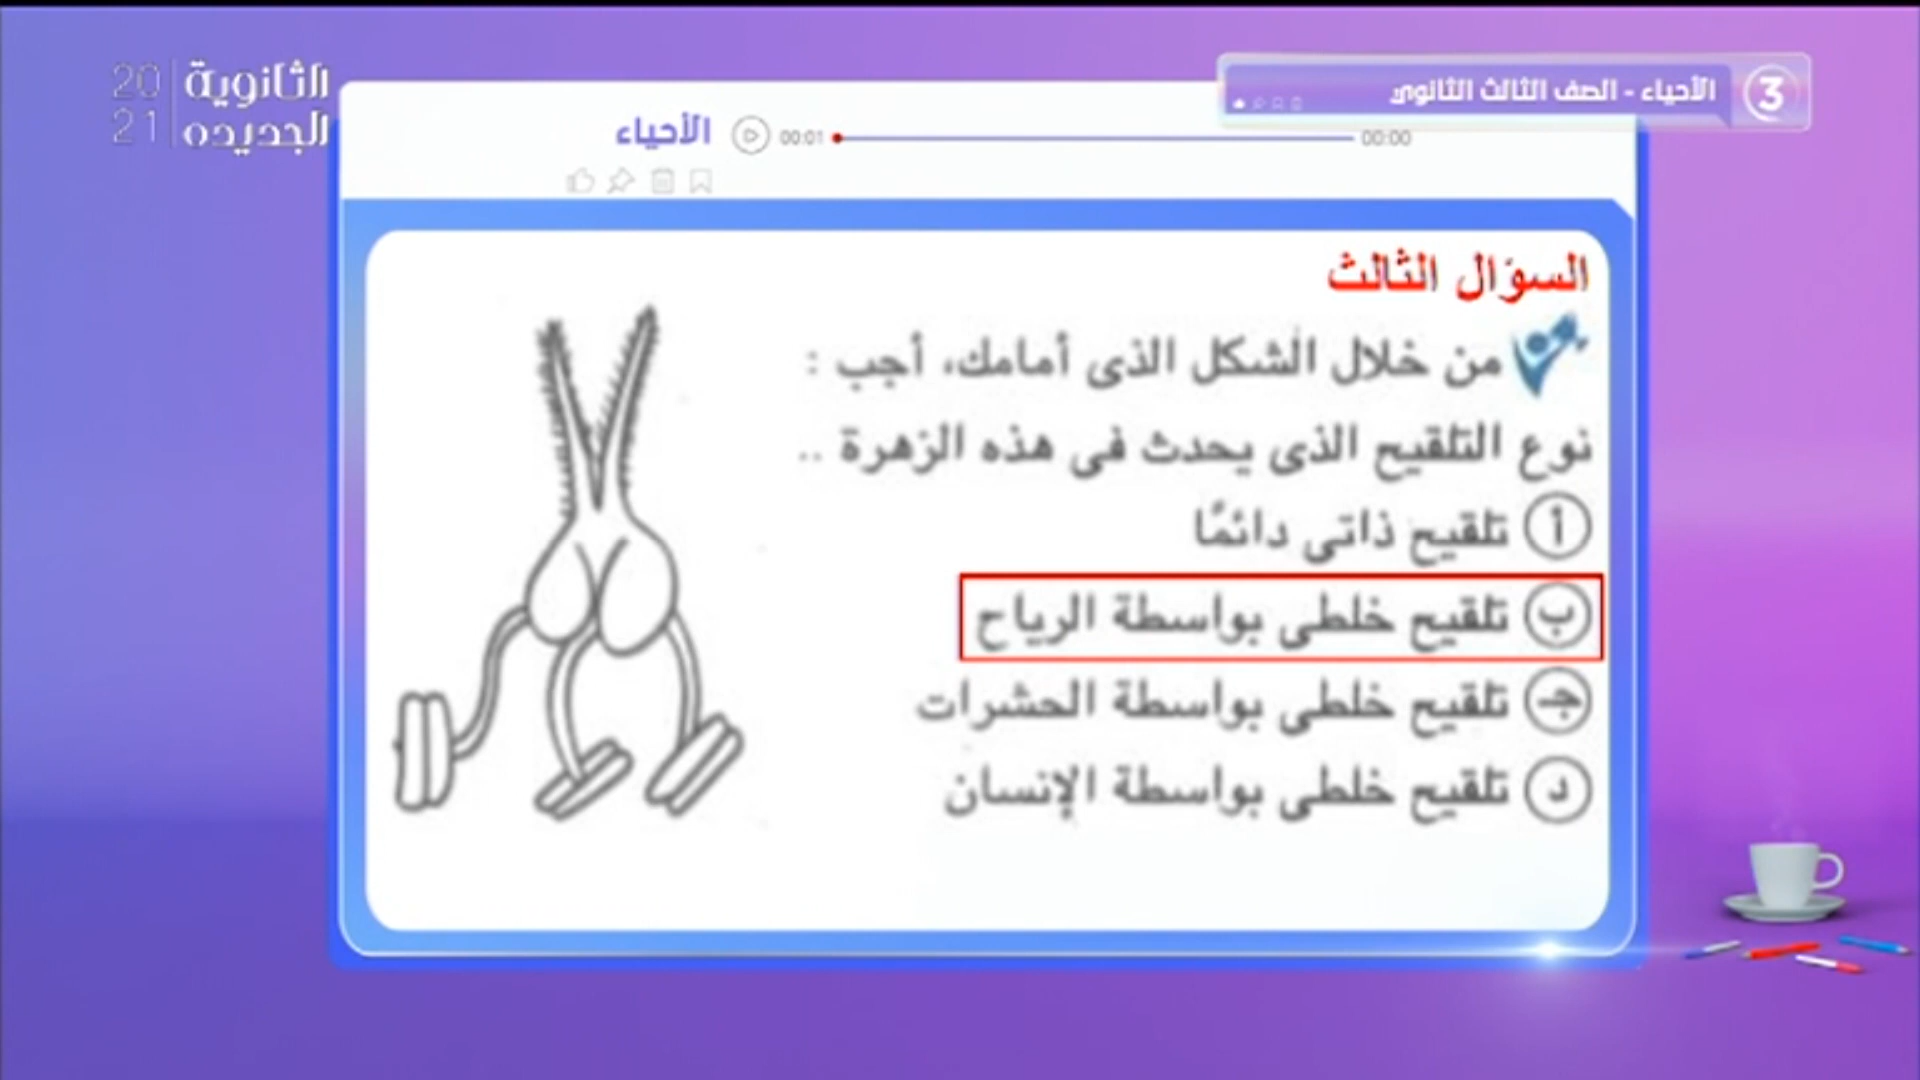 الثانوية 20
الجديده 21
3 الأحياء - الصف الثالث الثانوي
الأحياء 00:01 00:00
السؤال الثالث
من خلال الشكل الذى أمامك، أجب :
نوع التلقيح الذى يحدث فى هذه الزهرة ..
أ تلقيح ذاتى دائمًا
ب تلقيح خلطى بواسطة الرياح
جـ تلقيح خلطى بواسطة الحشرات
د تلقيح خلطى بواسطة الإنسان